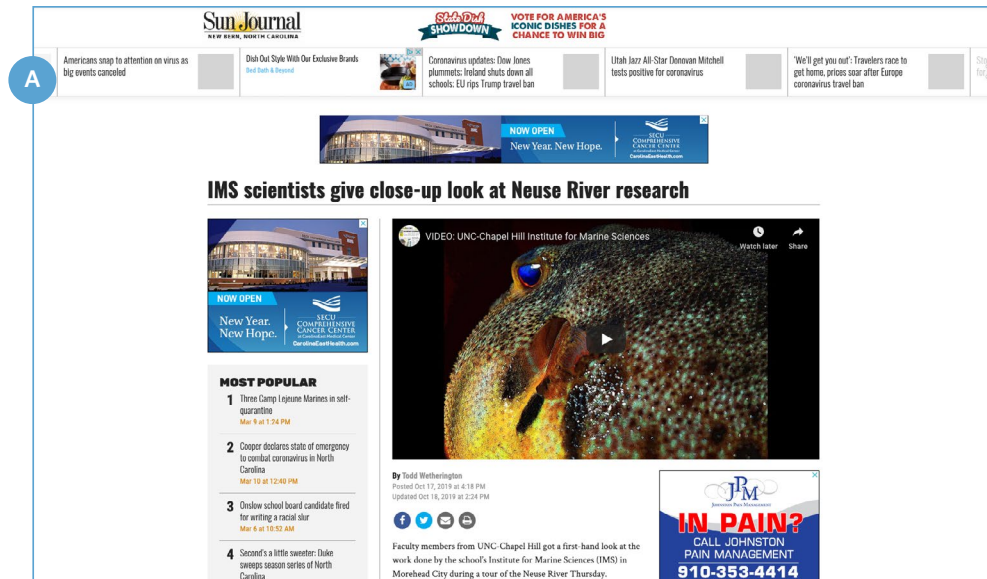 Sun Journal
NEW BERN, NORTH CAROLINA
State Dish
SHOWDOWN
VOTE FOR AMERICA'S
ICONIC DISHES FOR A
CHANCE TO WIN BIG
A
Americans snap to attention on virus as
big events canceled
Dish Out Style With Our Exclusive Brands
Bed Bath & Beyond
AD
Coronavirus updates: Dow Jones
plummets; Ireland shuts down all
schools; EU rips Trump travel ban
Utah Jazz All-Star Donovan Mitchell
tests positive for coronavirus
'We'll get you out': Travelers race to
get home, prices soar after Europe
coronavirus travel ban
NOW OPEN
New Year. New Hope.
SECU
COMPREHENSIVE
CANCER CENTER
at CarolinaEast Medical Center
CarolinaEastHealth.com
IMS scientists give close-up look at Neuse River research
NOW OPEN
New Year.
New Hope.
SECU
COMPREHENSIVE
CANCER CENTER
at CarolinaEast Medical Center
CarolinaEastHealth.com
VIDEO: UNC-Chapel Hill Institute for Marine Sciences
Watch later
Share
MOST POPULAR
1 Three Camp Lejeune Marines in self-
quarantine
Mar 9 at 1:24 PM
2 Cooper declares state of emergency
to combat coronavirus in North
Carolina
Mar 10 at 12:40 PM
3 Onslow school board candidate fired
for writing a racial slur
Mar 6 at 10:52 AM
4 Second's a little sweeter: Duke
sweeps season series of North
Carolina
By Todd Wetherington
Posted Oct 17, 2019 at 4:18 PM
Updated Oct 18, 2019 at 2:24 PM
Faculty members from UNC-Chapel Hill got a first-hand look at the
work done by the school's Institute for Marine Sciences (IMS) in
Morehead City during a tour of the Neuse River Thursday.
JPM
JOHNSTON PAIN MANAGEMENT
IN PAIN?
CALL JOHNSTON
PAIN MANAGEMENT
910-353-4414